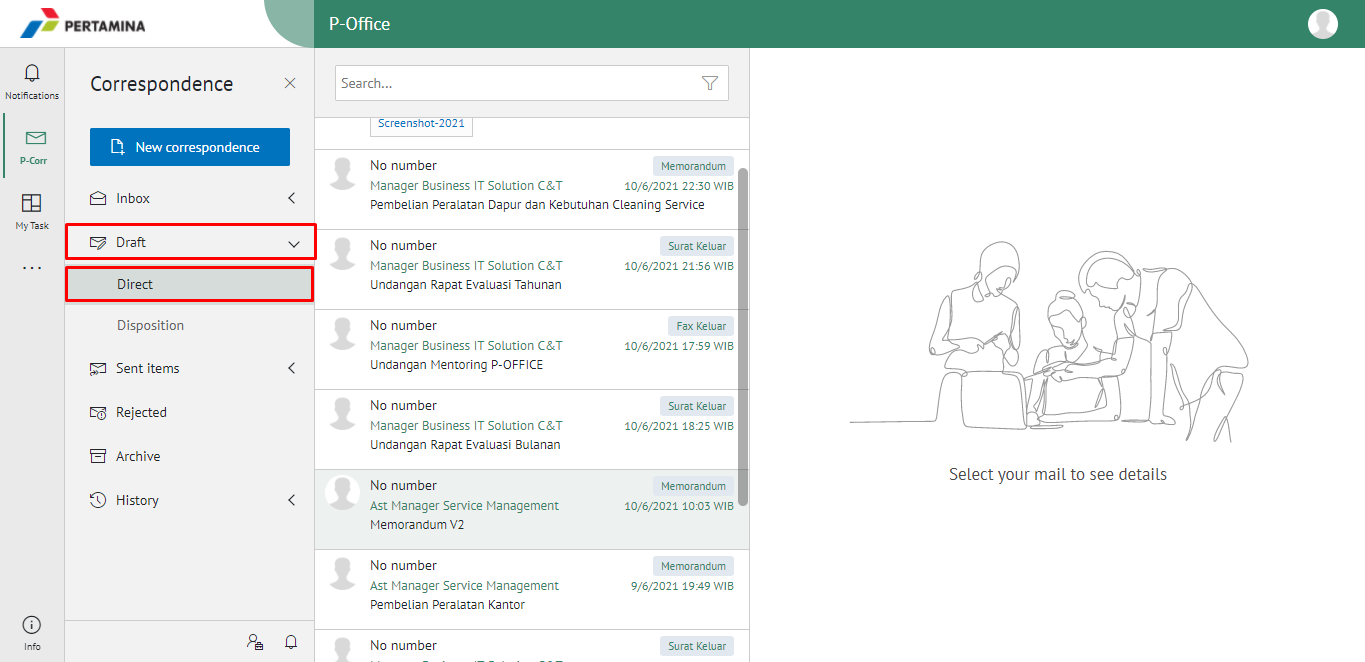 PERTAMINA
P-Office
Notifications
P-Corr
My Task
...
Info
Correspondence
New correspondence
Inbox
Draft
Direct
Disposition
Sent items
Rejected
Archive
History
Search...
Screenshot-2021
No number
Memorandum
Manager Business IT Solution C&T
10/6/2021 22:30 WIB
Pembelian Peralatan Dapur dan Kebutuhan Cleaning Service
No number
Surat Keluar
Manager Business IT Solution C&T
10/6/2021 21:56 WIB
Undangan Rapat Evaluasi Tahunan
No number
Fax Keluar
Manager Business IT Solution C&T
10/6/2021 17:59 WIB
Undangan Mentoring P-OFFICE
No number
Surat Keluar
Manager Business IT Solution C&T
10/6/2021 18:25 WIB
Undangan Rapat Evaluasi Bulanan
No number
Memorandum
Ast Manager Service Management
10/6/2021 10:03 WIB
Memorandum V2
No number
Memorandum
Ast Manager Service Management
9/6/2021 19:49 WIB
Pembelian Peralatan Kantor
No number
Surat Keluar
Select your mail to see details